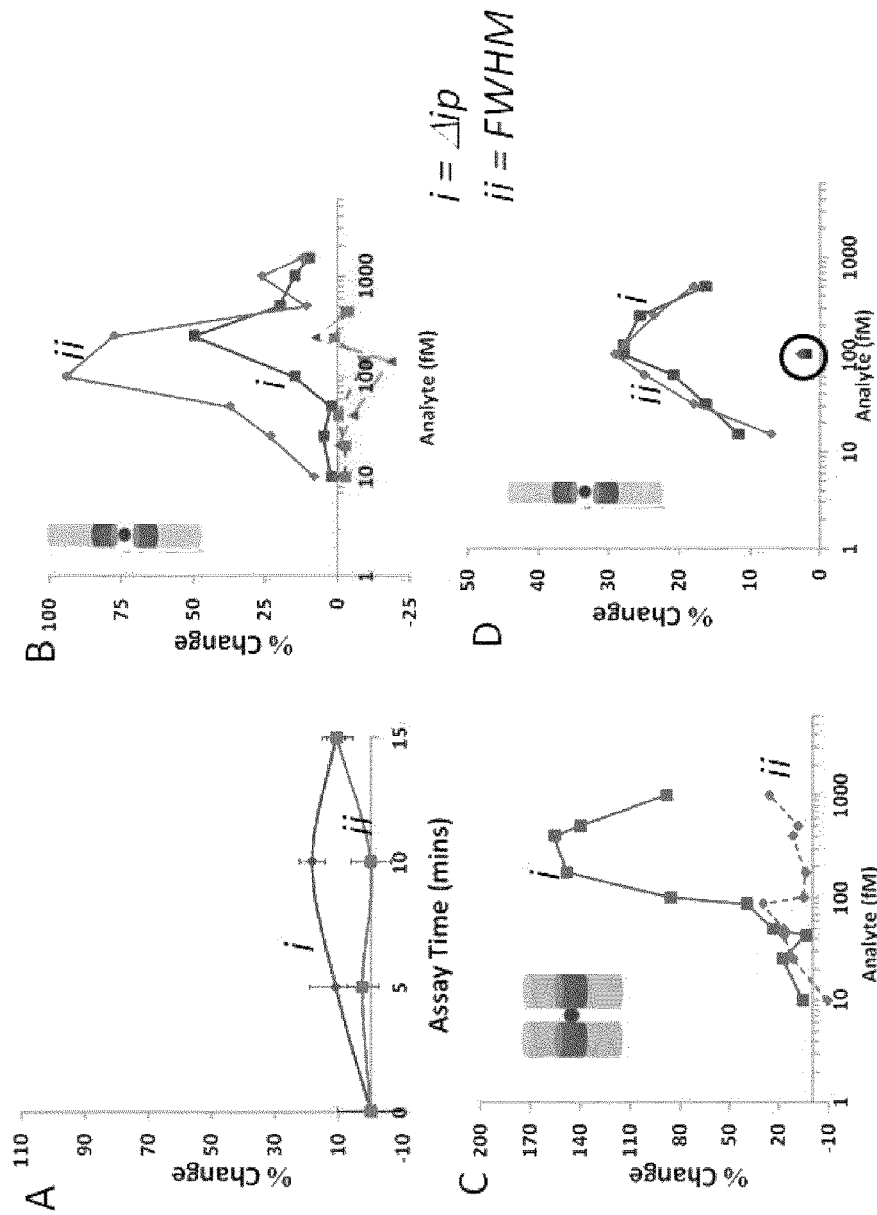 A
% Change
110
90
70
50
30
10
-10
0
5
10
15
i
ii
Assay Time (mins)
B
% Change
100
75
50
25
0
-25
1
10
100
1000
ii
i
Analyte (fM)
i = Δip
ii = FWHM
C
% Change
200
170
140
110
80
50
20
-10
1
10
100
1000
i
ii
Analyte (fM)
D
% Change
50
40
30
20
10
0
1
10
100
1000
i
ii
Analyte (fM)